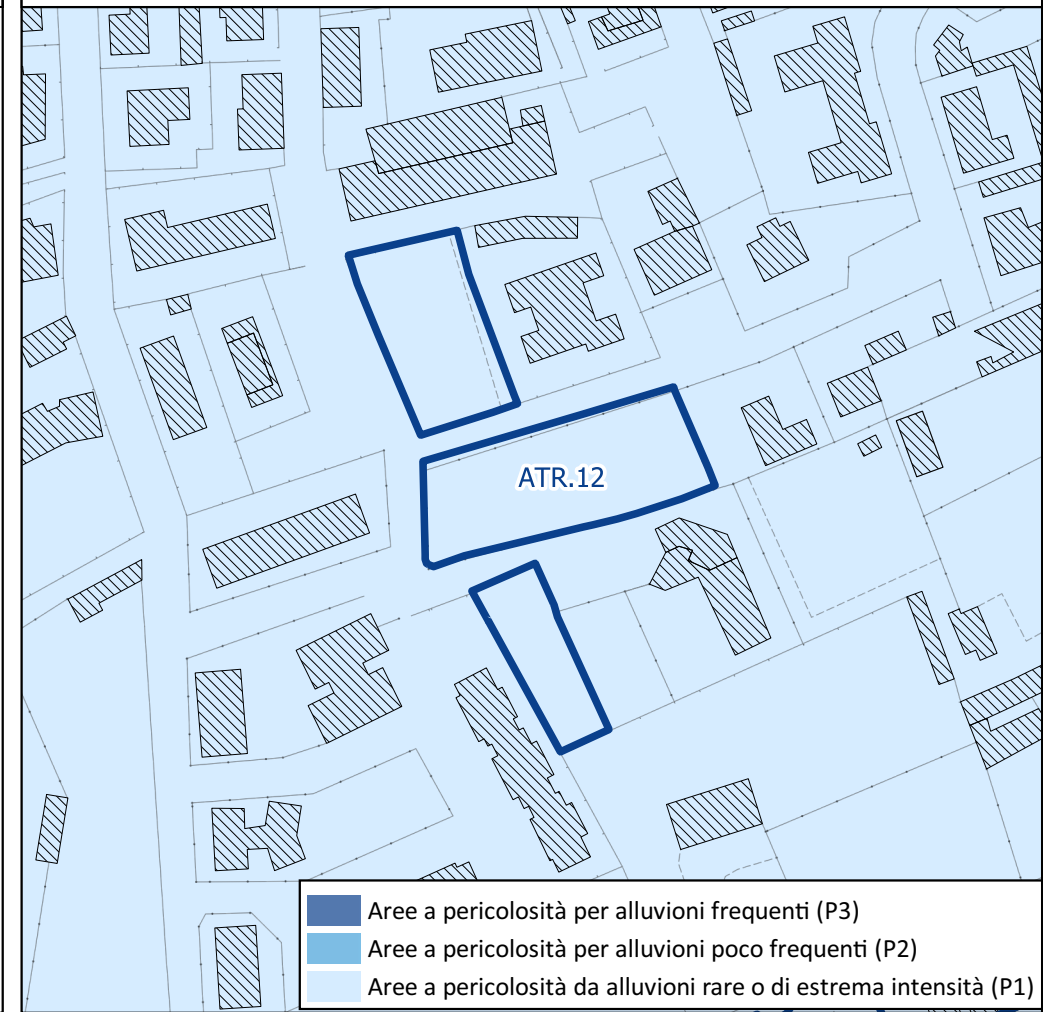 ATR.12
Aree a pericolosità per alluvioni frequenti (P3)
Aree a pericolosità per alluvioni poco frequenti (P2)
Aree a pericolosità da alluvioni rare o di estrema intensità (P1)